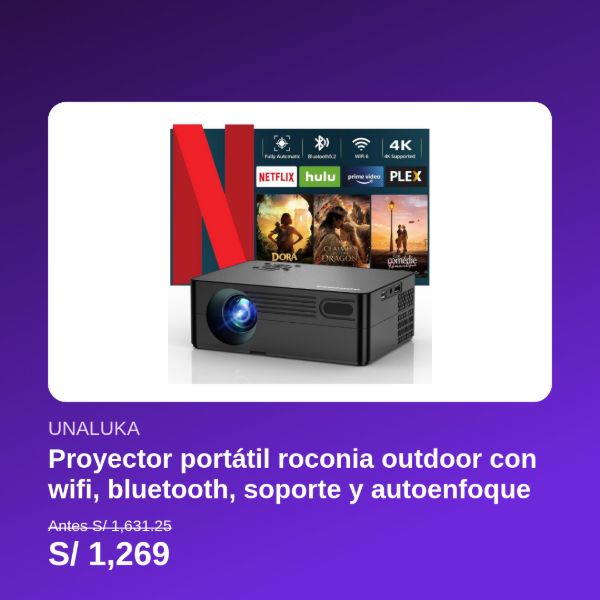 N
Fully Automatic
Bluetooth5.2
WiFi 6
4K
4K Supported
NETFLIX
hulu
prime video
PLEX
DORA
DRAGON
comédie
UNALUKA
Proyector portátil roconia outdoor con
wifi, bluetooth, soporte y autoenfoque
Antes S/ 1,631.25
S/ 1,269